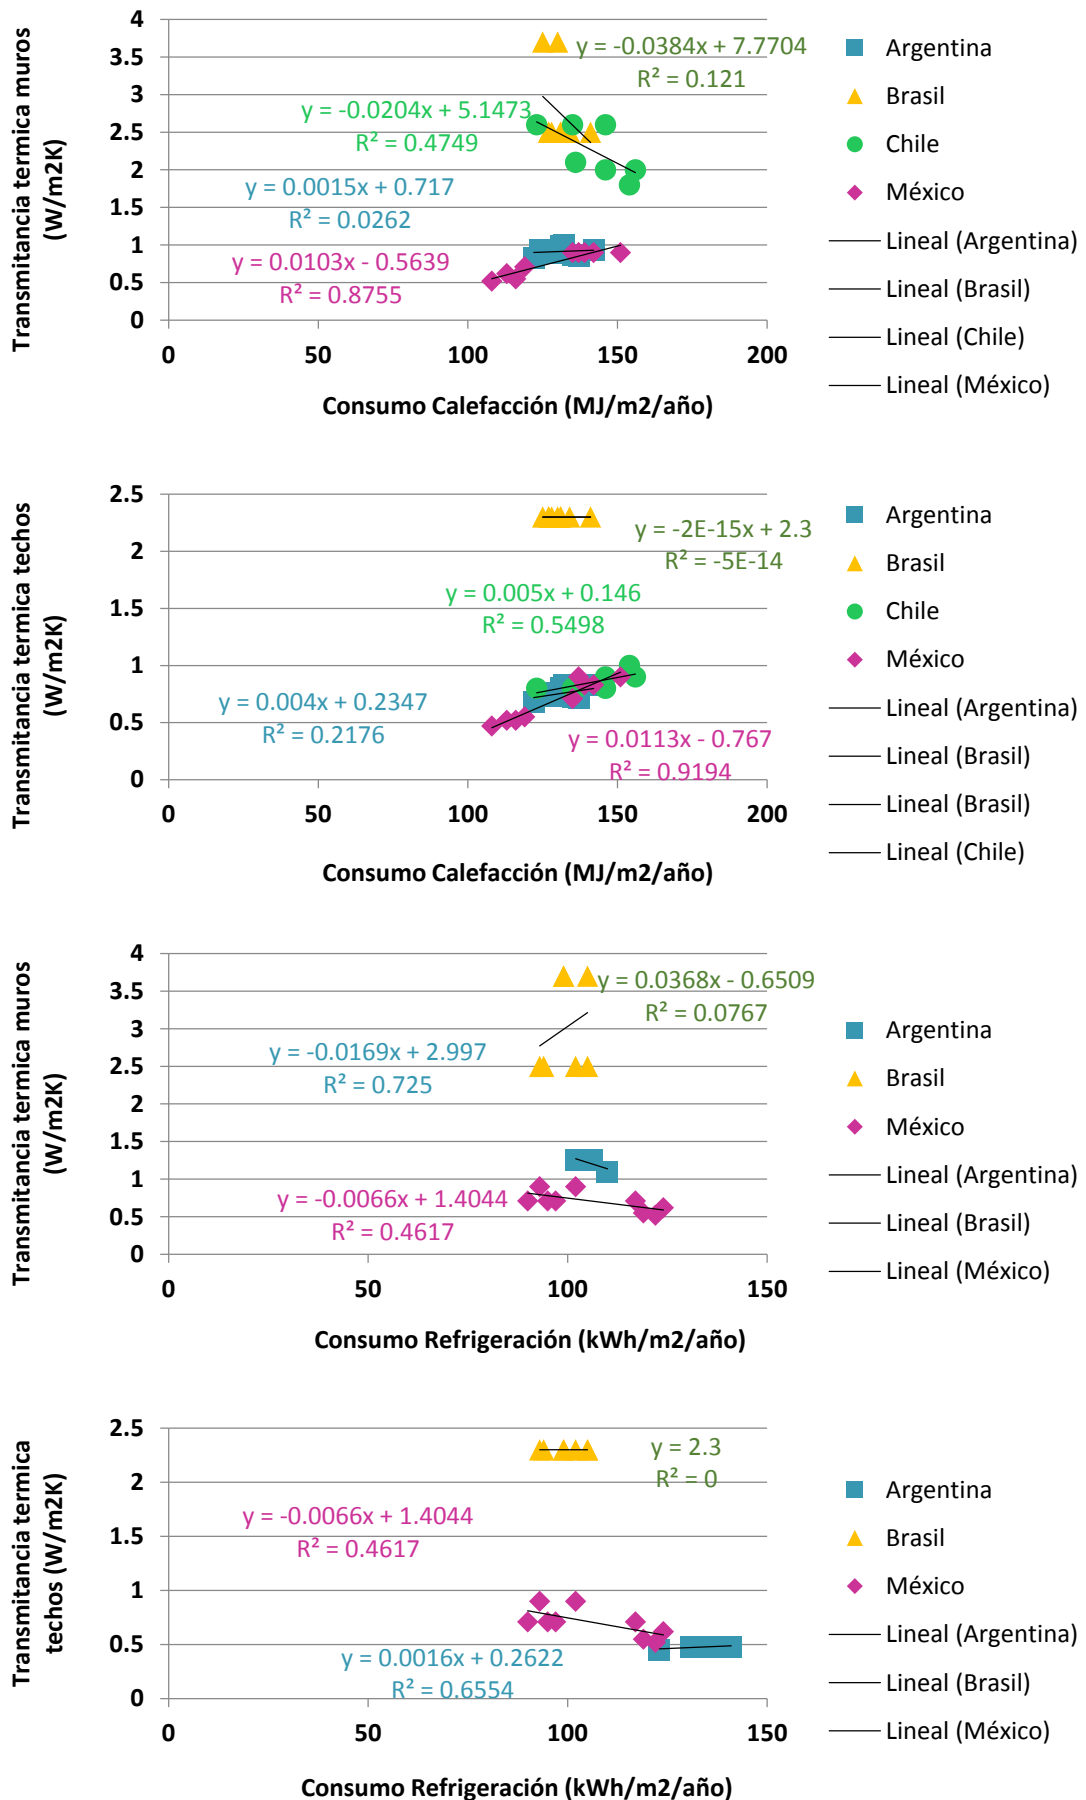 Transmitancia termica muros
(W/m2K)
4
3.5
3
2.5
2
1.5
1
0.5
0
y = -0.0384x + 7.7704
R² = 0.121
y = -0.0204x + 5.1473
R² = 0.4749
y = 0.0015x + 0.717
R² = 0.0262
y = 0.0103x - 0.5639
R² = 0.8755
0 50 100 150 200
Consumo Calefacción (MJ/m2/año)
Argentina
Brasil
Chile
México
Lineal (Argentina)
Lineal (Brasil)
Lineal (Chile)
Lineal (México)
Transmitancia termica techos
(W/m2K)
2.5
2
1.5
1
0.5
0
y = -2E-15x + 2.3
R² = -5E-14
y = 0.005x + 0.146
R² = 0.5498
y = 0.004x + 0.2347
R² = 0.2176
y = 0.0113x - 0.767
R² = 0.9194
0 50 100 150 200
Consumo Calefacción (MJ/m2/año)
Argentina
Brasil
Chile
México
Lineal (Argentina)
Lineal (Brasil)
Lineal (Brasil)
Lineal (Chile)
Transmitancia termica muros
(W/m2K)
4
3.5
3
2.5
2
1.5
1
0.5
0
y = 0.0368x - 0.6509
R² = 0.0767
y = -0.0169x + 2.997
R² = 0.725
y = -0.0066x + 1.4044
R² = 0.4617
0 50 100 150
Consumo Refrigeración (kWh/m2/año)
Argentina
Brasil
México
Lineal (Argentina)
Lineal (Brasil)
Lineal (México)
Transmitancia termica
techos (W/m2K)
2.5
2
1.5
1
0.5
0
y = 2.3
R² = 0
y = -0.0066x + 1.4044
R² = 0.4617
y = 0.0016x + 0.2622
R² = 0.6554
0 50 100 150
Consumo Refrigeración (kWh/m2/año)
Argentina
Brasil
México
Lineal (Argentina)
Lineal (Brasil)
Lineal (México)